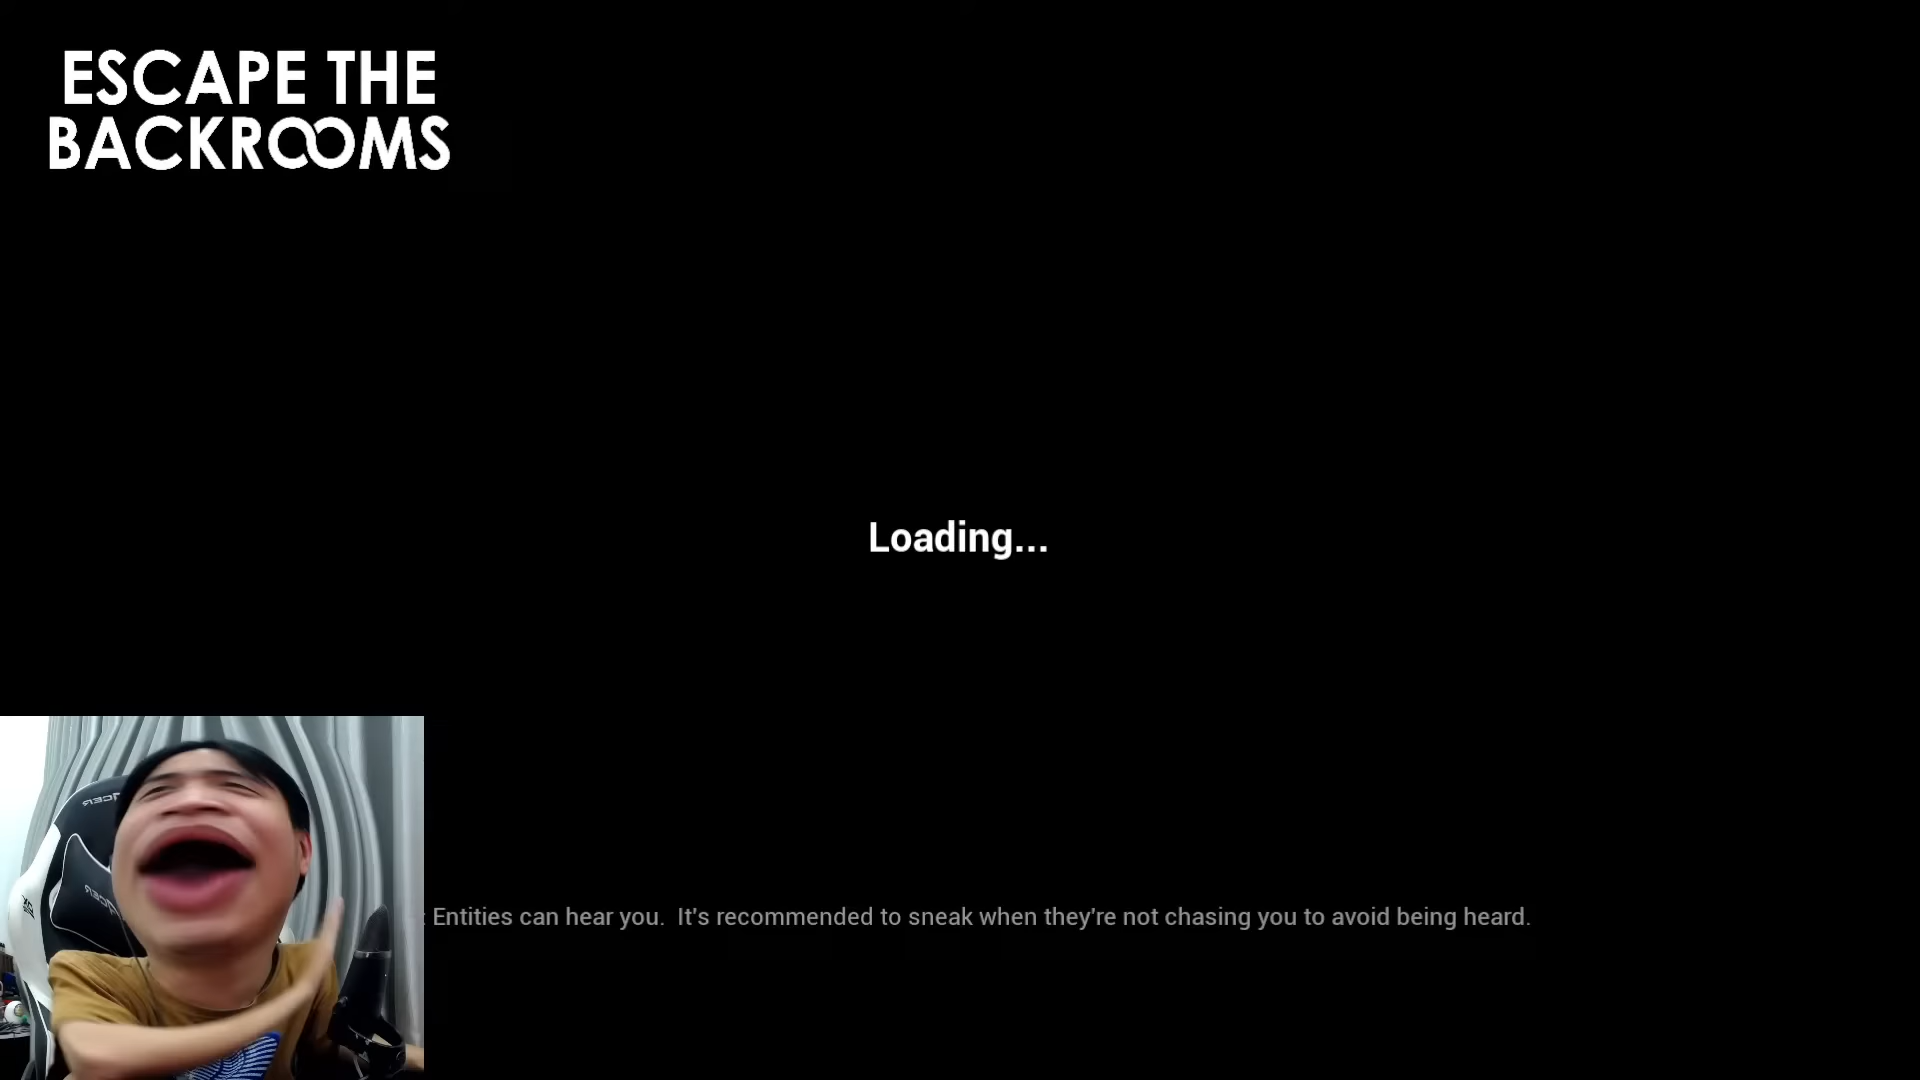 ESCAPE THE
BACKROOMS
Loading...
: Entities can hear you. It's recommended to sneak when they're not chasing you to avoid being heard.